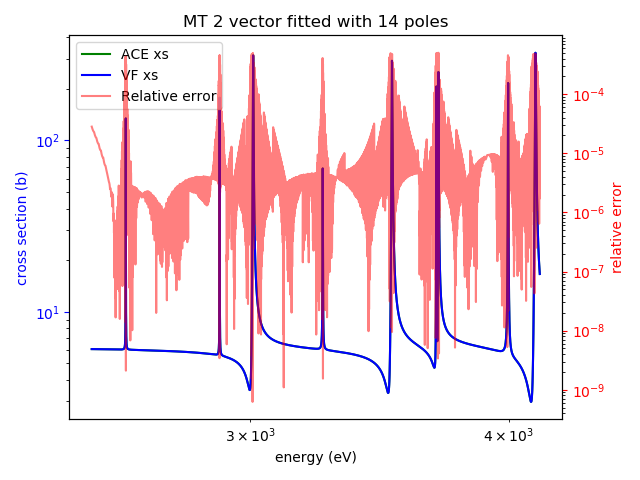 MT 2 vector fitted with 14 poles
ACE xs
VF xs
Relative error
cross section (b)
10²
10¹
10⁻⁴
10⁻⁵
10⁻⁶
10⁻⁷
10⁻⁸
10⁻⁹
relative error
3 × 10³
4 × 10³
energy (eV)